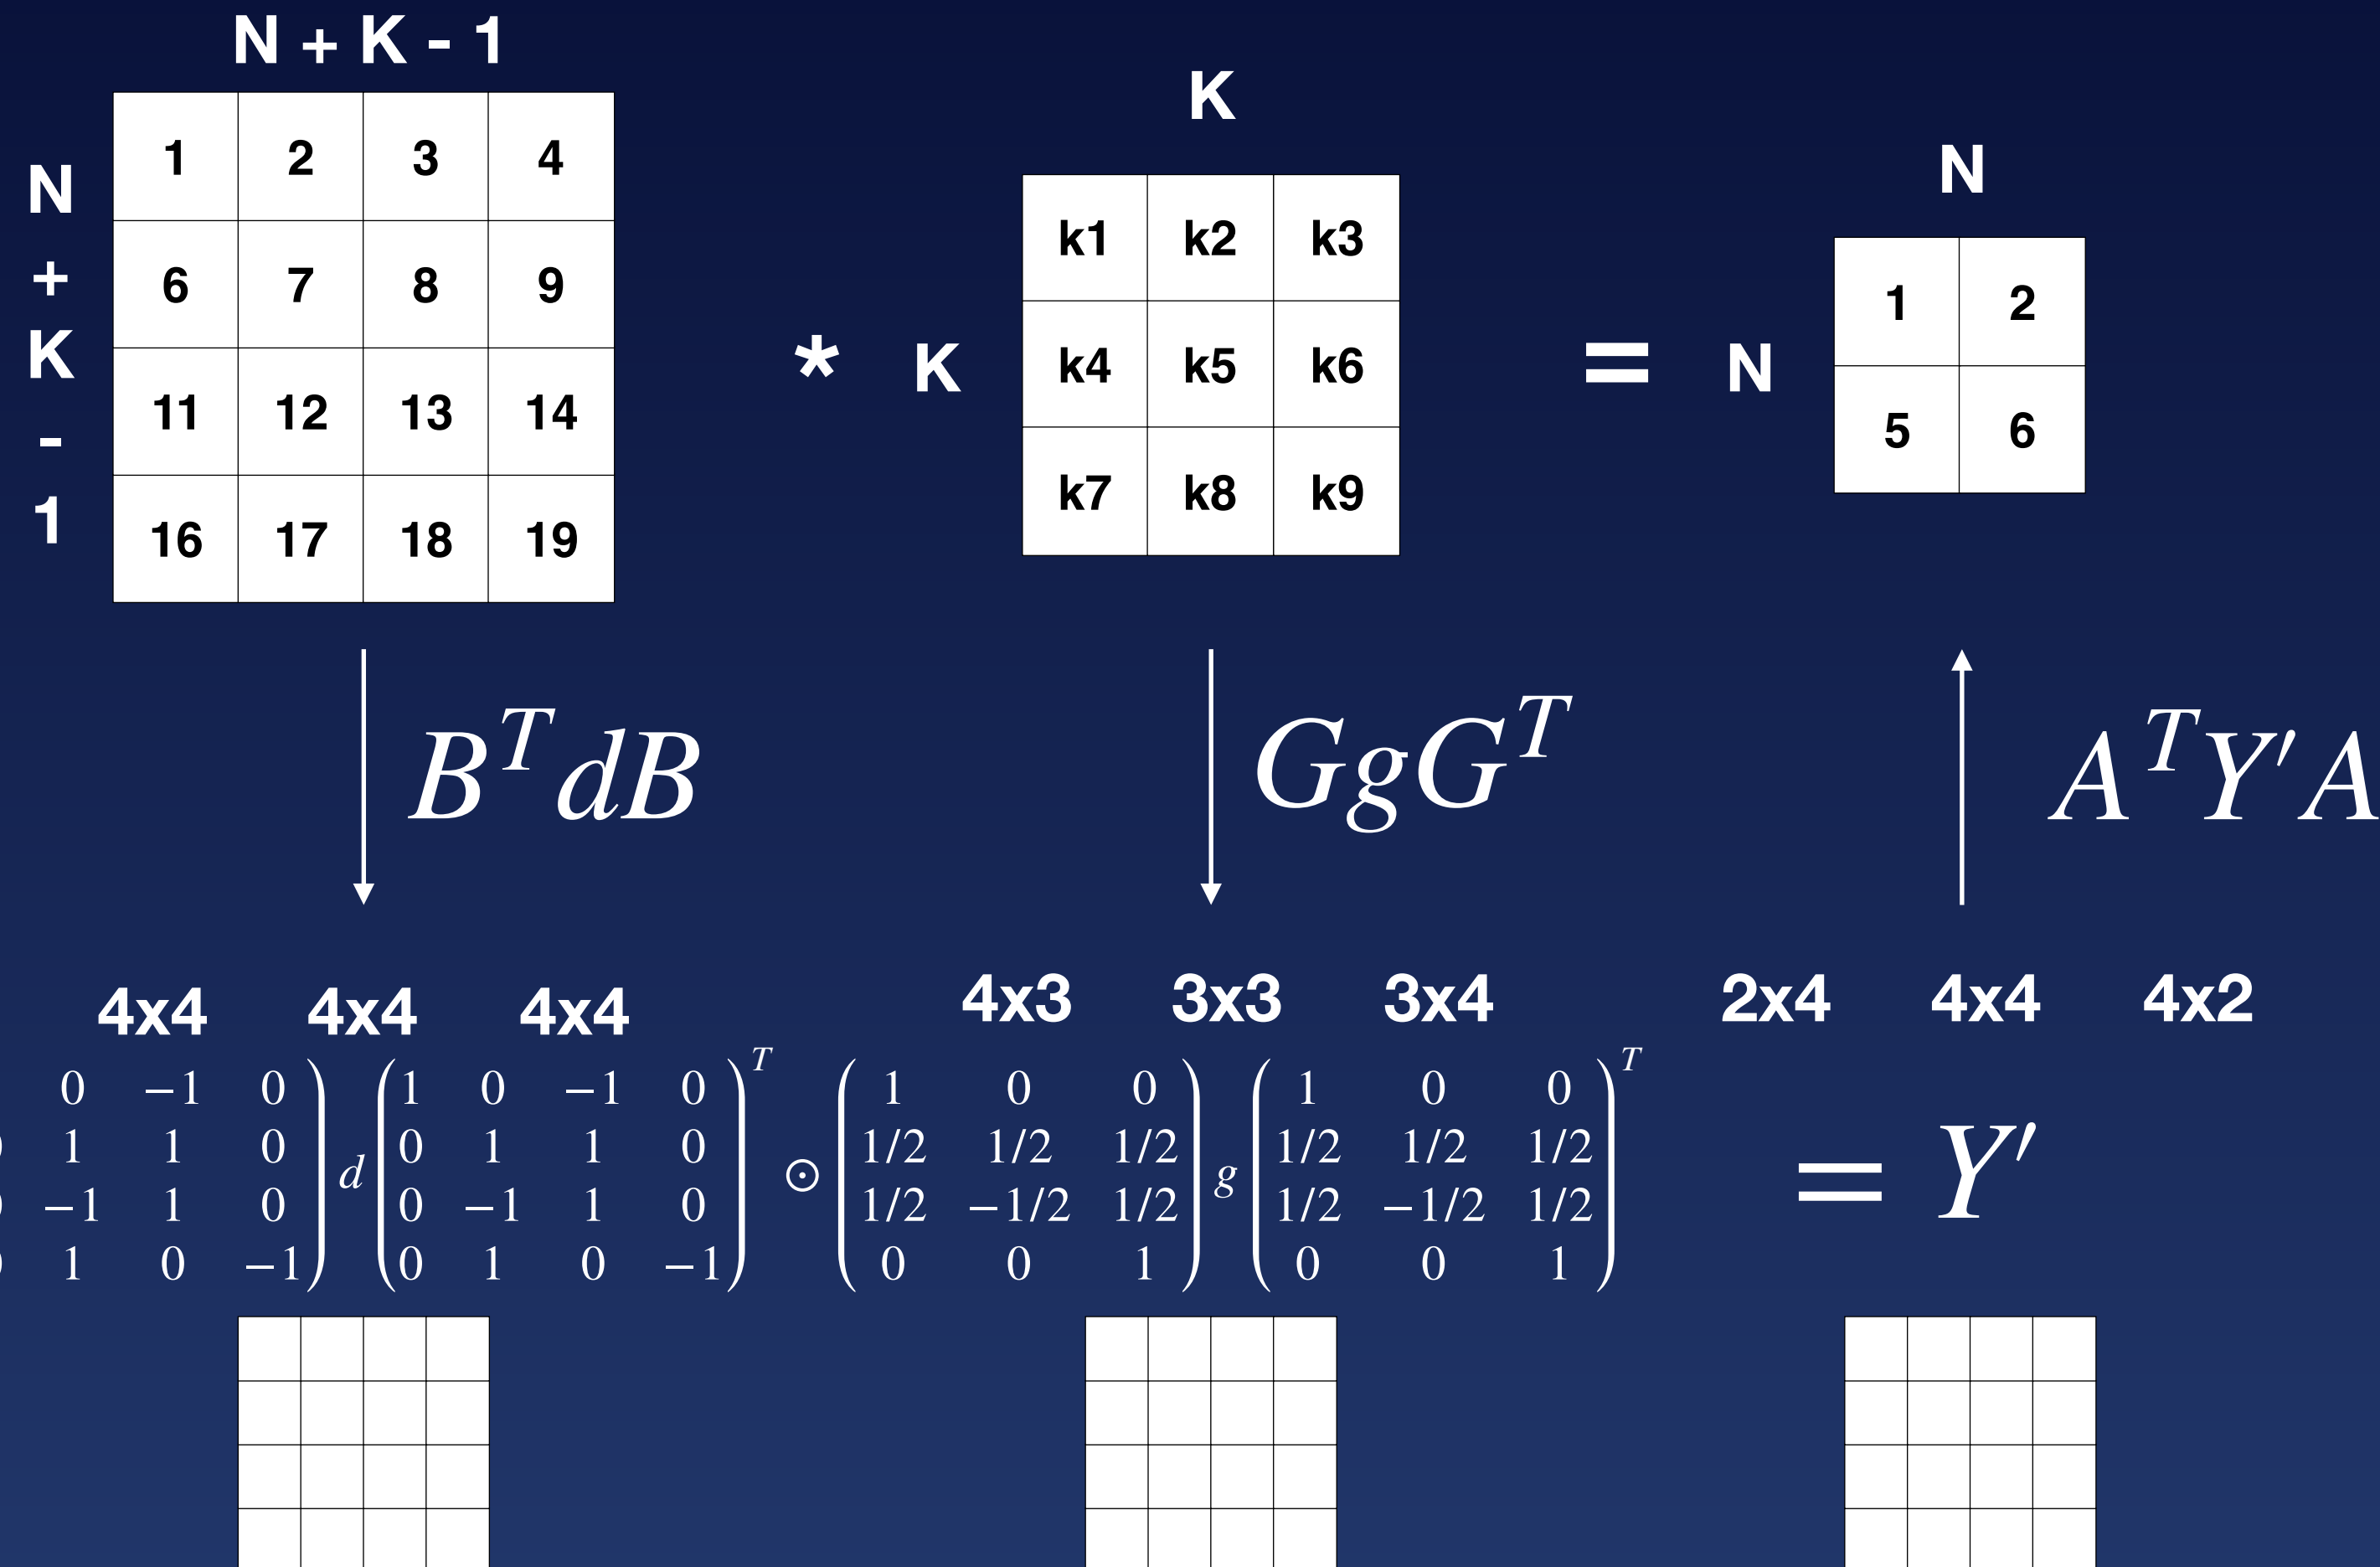 N + K - 1
N
+
K
-
1
1 2 3 4
6 7 8 9
11 12 13 14
16 17 18 19
*
K
K
k1 k2 k3
k4 k5 k6
k7 k8 k9
=
N
N
1 2
5 6
B^T dB
GgG^T
A^T Y′A
4x4 4x4 4x4
4x3 3x3 3x4
2x4 4x4 4x2
0 −1 0
1 1 0
−1 1 0
1 0 −1
d
1 0 −1 0
0 1 1 0
0 −1 1 0
0 1 0 −1
T
⊙
1 0 0
1/2 1/2 1/2
1/2 −1/2 1/2
0 0 1
g
1 0 0
1/2 1/2 1/2
1/2 −1/2 1/2
0 0 1
T
= Y′